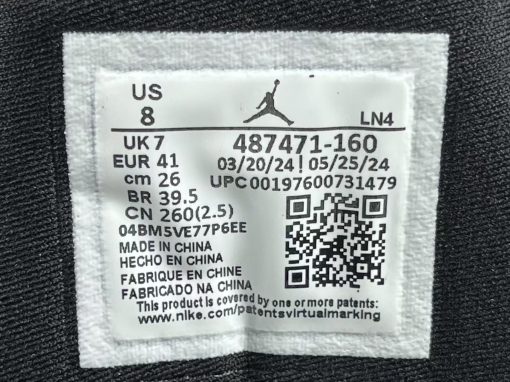 US
8
LN4
UK 7
EUR 41
cm 26
BR 39.5
CN 260(2.5)
487471-160
03/20/24 | 05/25/24
UPC 00197600731479
04BM5VE77P6EE
MADE IN CHINA
HECHO EN CHINA
FABRIQUE EN CHINE
FABRICADO NA CHINA
This product is covered by one or more patents:
www.nike.com/patentsvirtualmarking